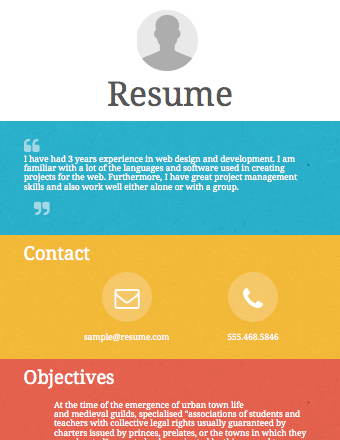 Resume
“
I have had 3 years experience in web design and development. I am
familiar with a lot of the languages and software used in creating
projects for the web. Furthermore, I have great project management
skills and also work well either alone or with a group.
”
Contact
sample@resume.com
555.468.5846
Objectives
At the time of the emergence of urban town life
and medieval guilds, specialised "associations of students and
teachers with collective legal rights usually guaranteed by
charters issued by princes, prelates, or the towns in which they